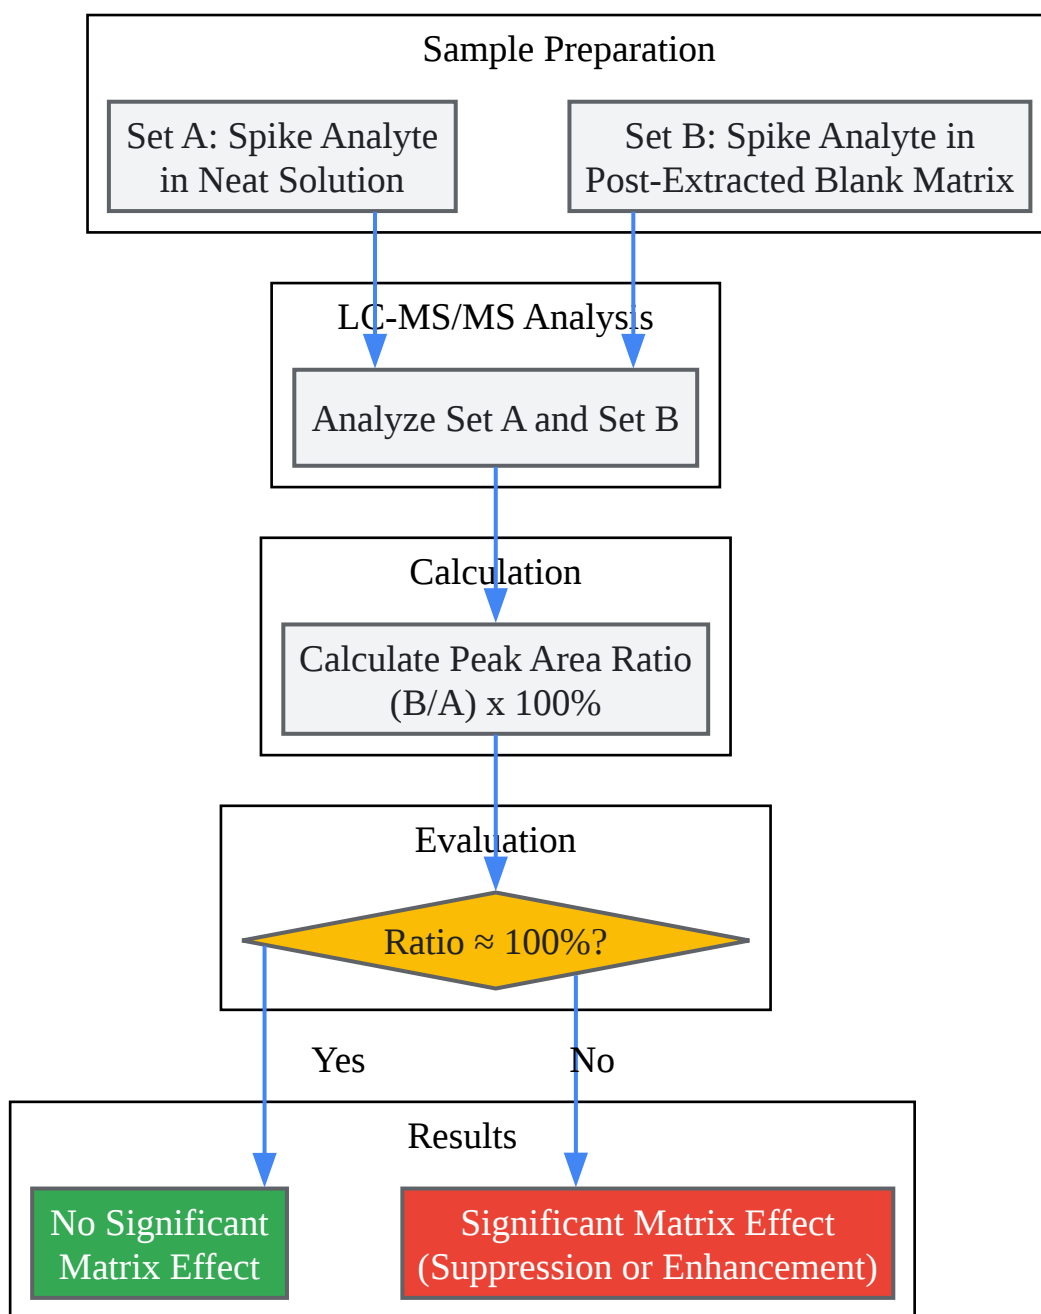 Sample Preparation
Set A: Spike Analyte
in Neat Solution
Set B: Spike Analyte in
Post-Extracted Blank Matrix
LC-MS/MS Analysis
Analyze Set A and Set B
Calculation
Calculate Peak Area Ratio
(B/A) x 100%
Evaluation
Ratio ≈ 100%?
Yes
No
Results
No Significant
Matrix Effect
Significant Matrix Effect
(Suppression or Enhancement)